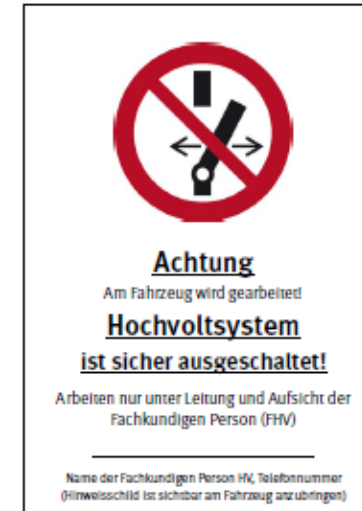 Achtung
Am Fahrzeug wird gearbeitet!
Hochvoltsystem
ist sicher ausgeschaltet!
Arbeiten nur unter Leitung und Aufsicht der
Fachkundigen Person (FHV)
Name der Fachkundigen Person HV, Telefonnummer
(Hinweisschild ist sichtbar am Fahrzeug anzubringen)